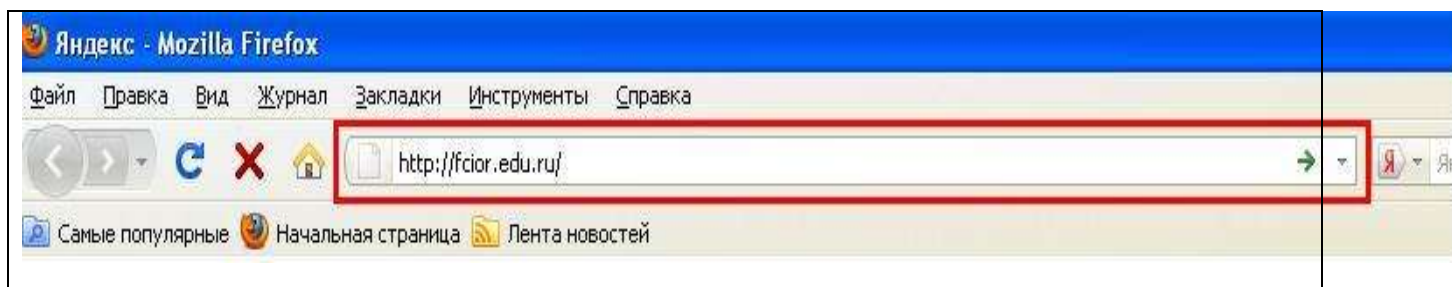 Яндекс - Mozilla Firefox
Файл Правка Вид Журнал Закладки Инструменты Справка
http://fcior.edu.ru/ Я
Самые популярные Начальная страница Лента новостей